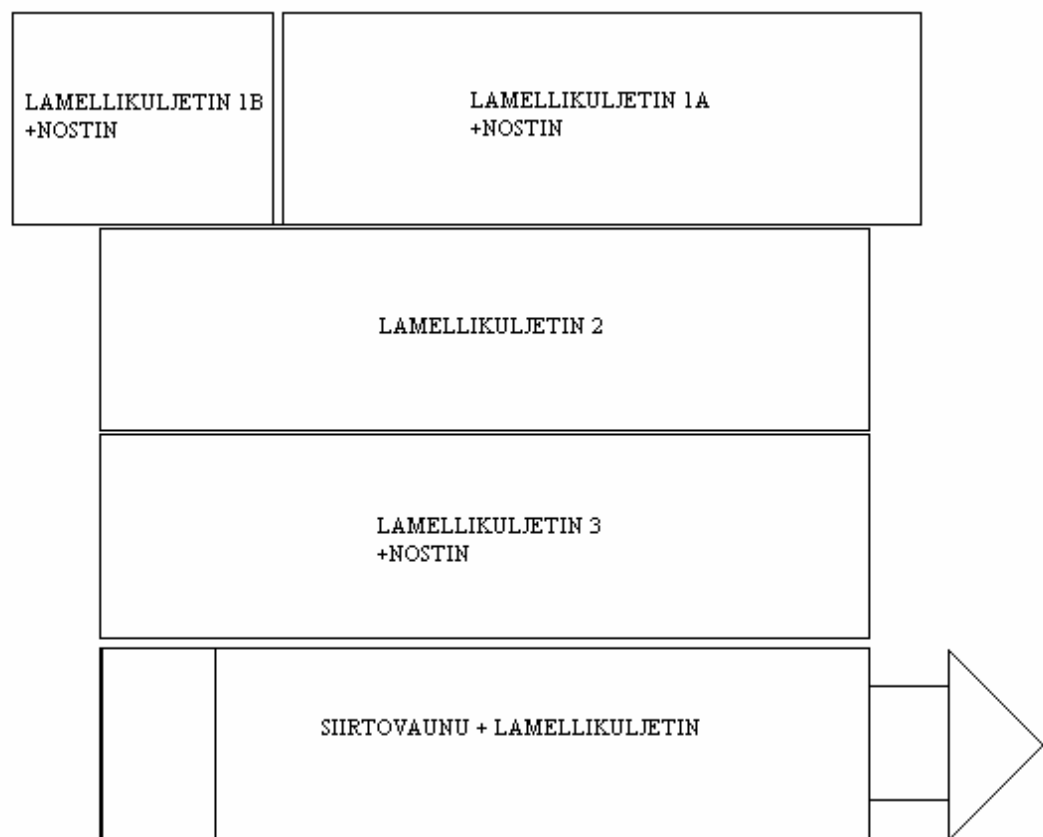 LAMELLIKULJETIN 1B
+NOSTIN
LAMELLIKULJETIN 1A
+NOSTIN
LAMELLIKULJETIN 2
LAMELLIKULJETIN 3
+NOSTIN
SIIRTOVAUNU + LAMELLIKULJETIN